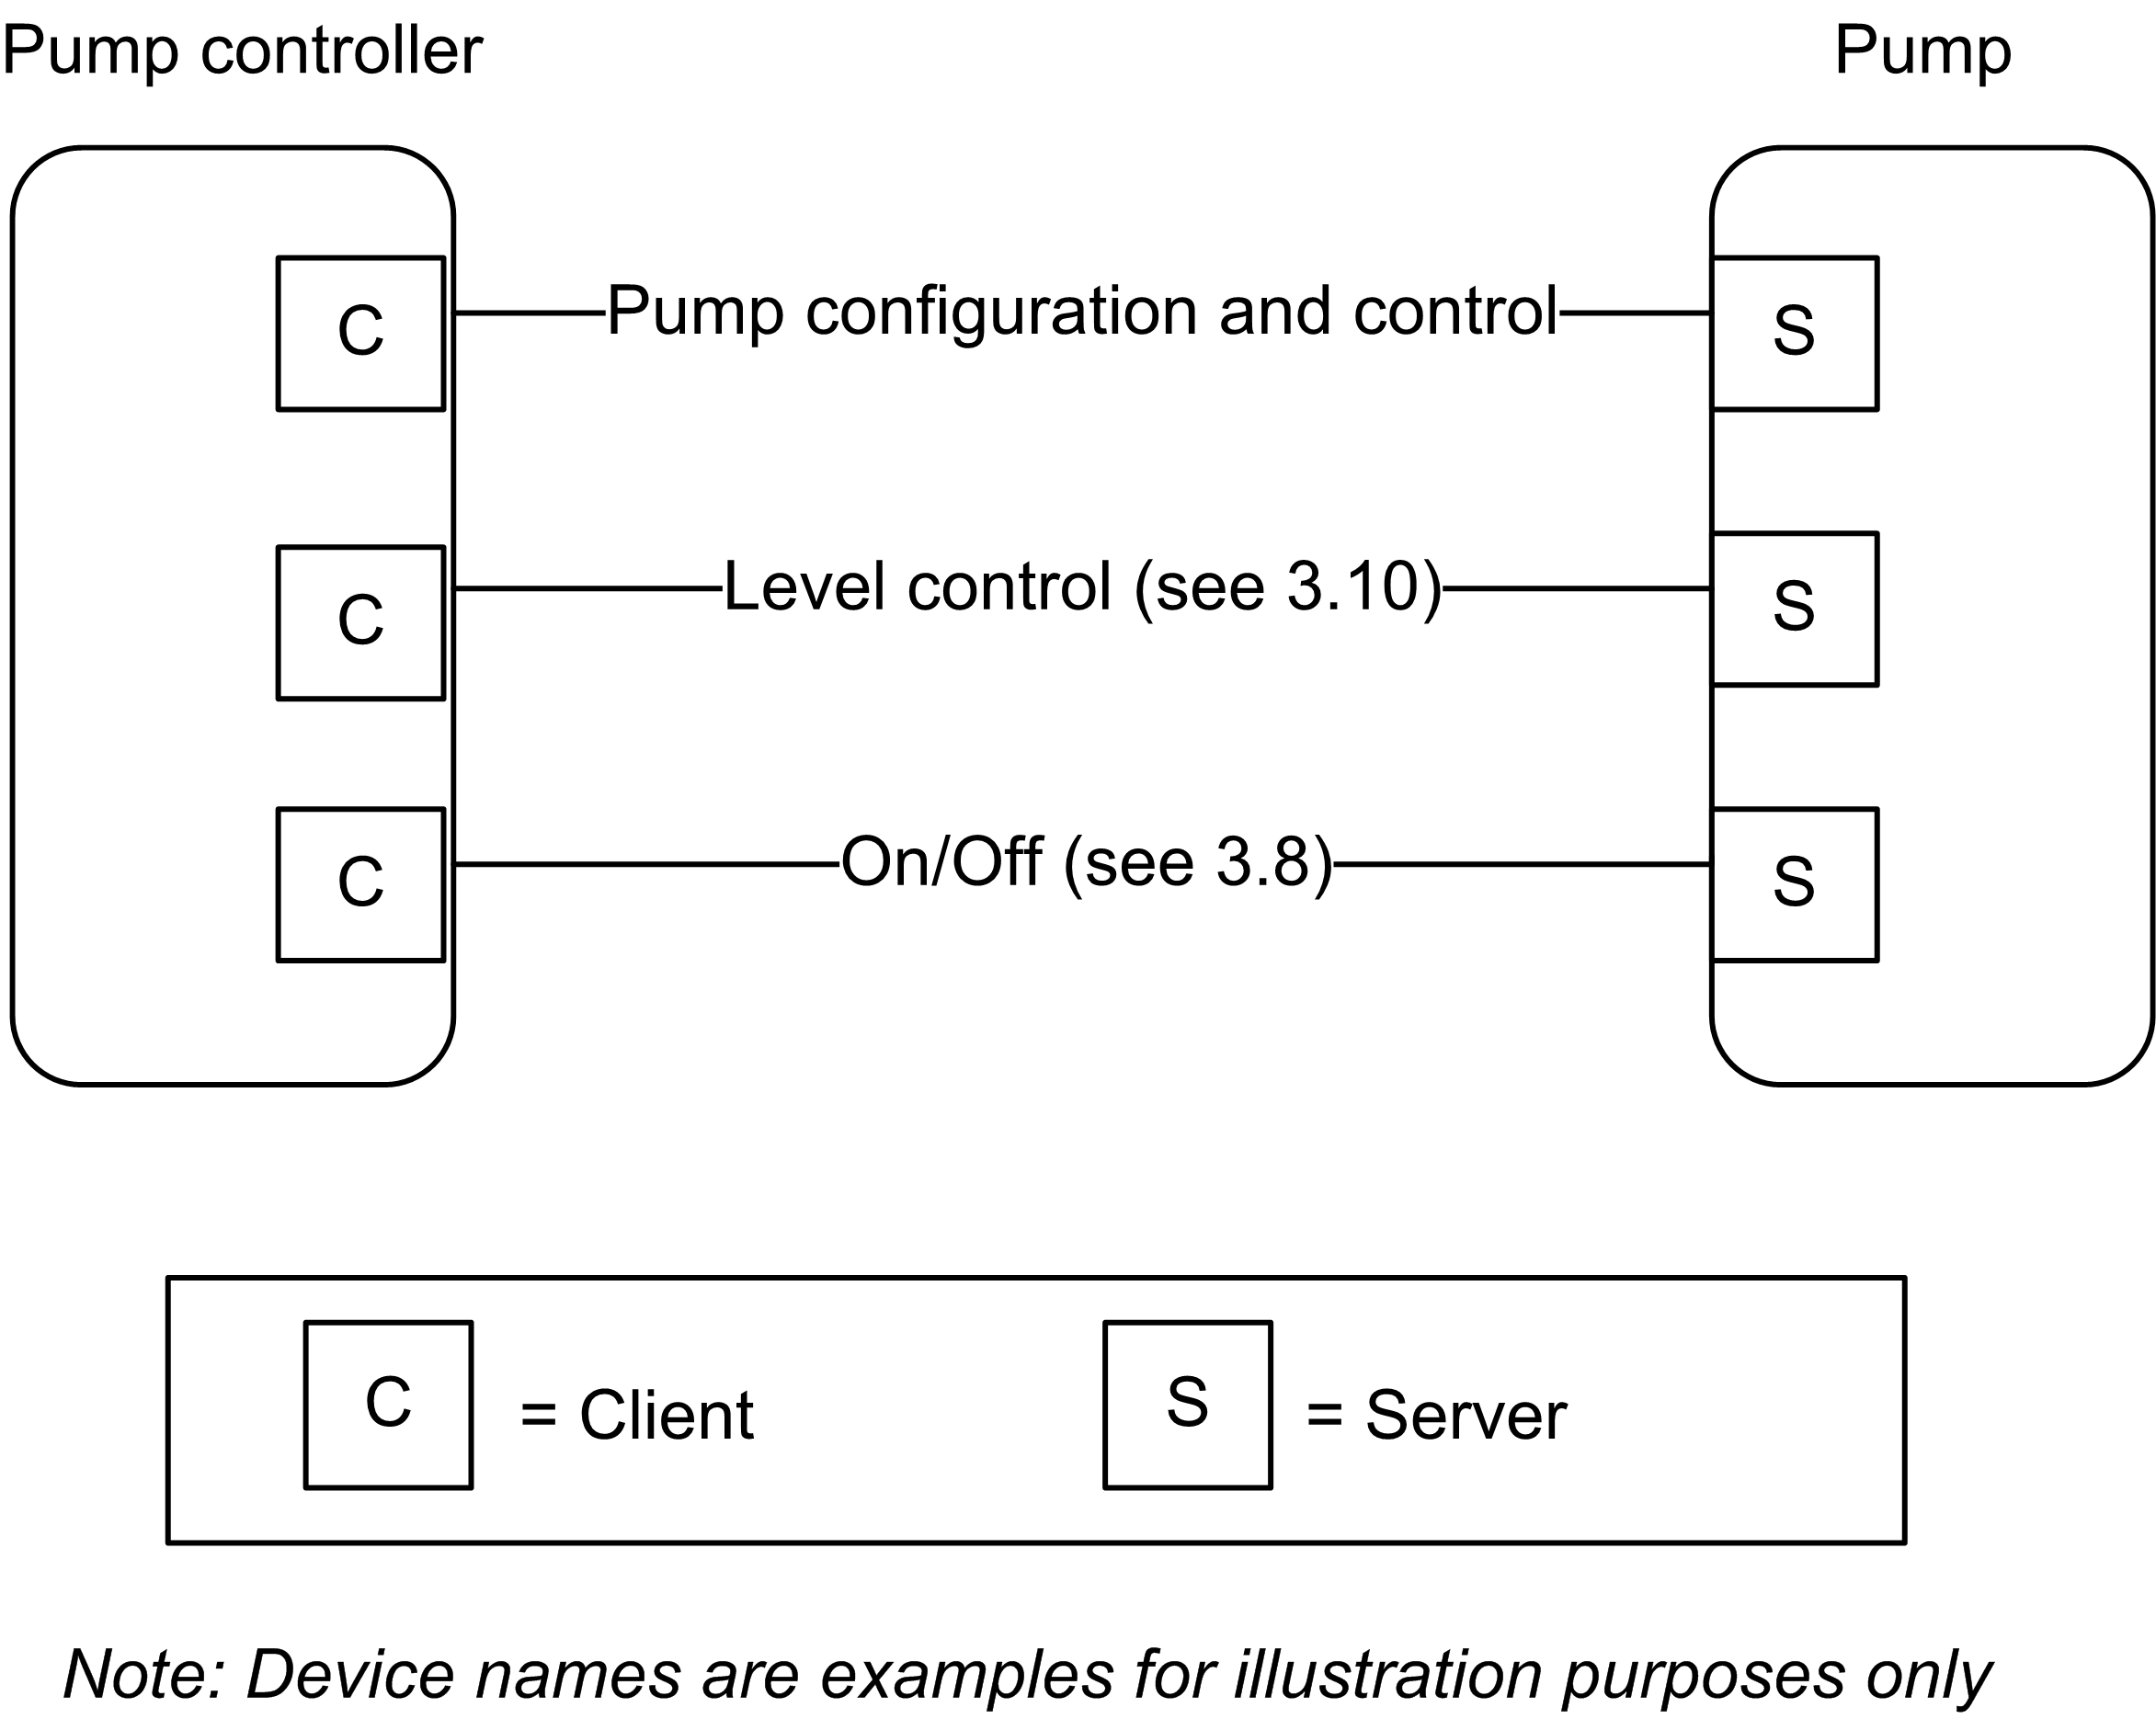 Pump controller
Pump
C
Pump configuration and control
S
C
Level control (see 3.10)
S
C
On/Off (see 3.8)
S
C
= Client
S
= Server
Note: Device names are examples for illustration purposes only